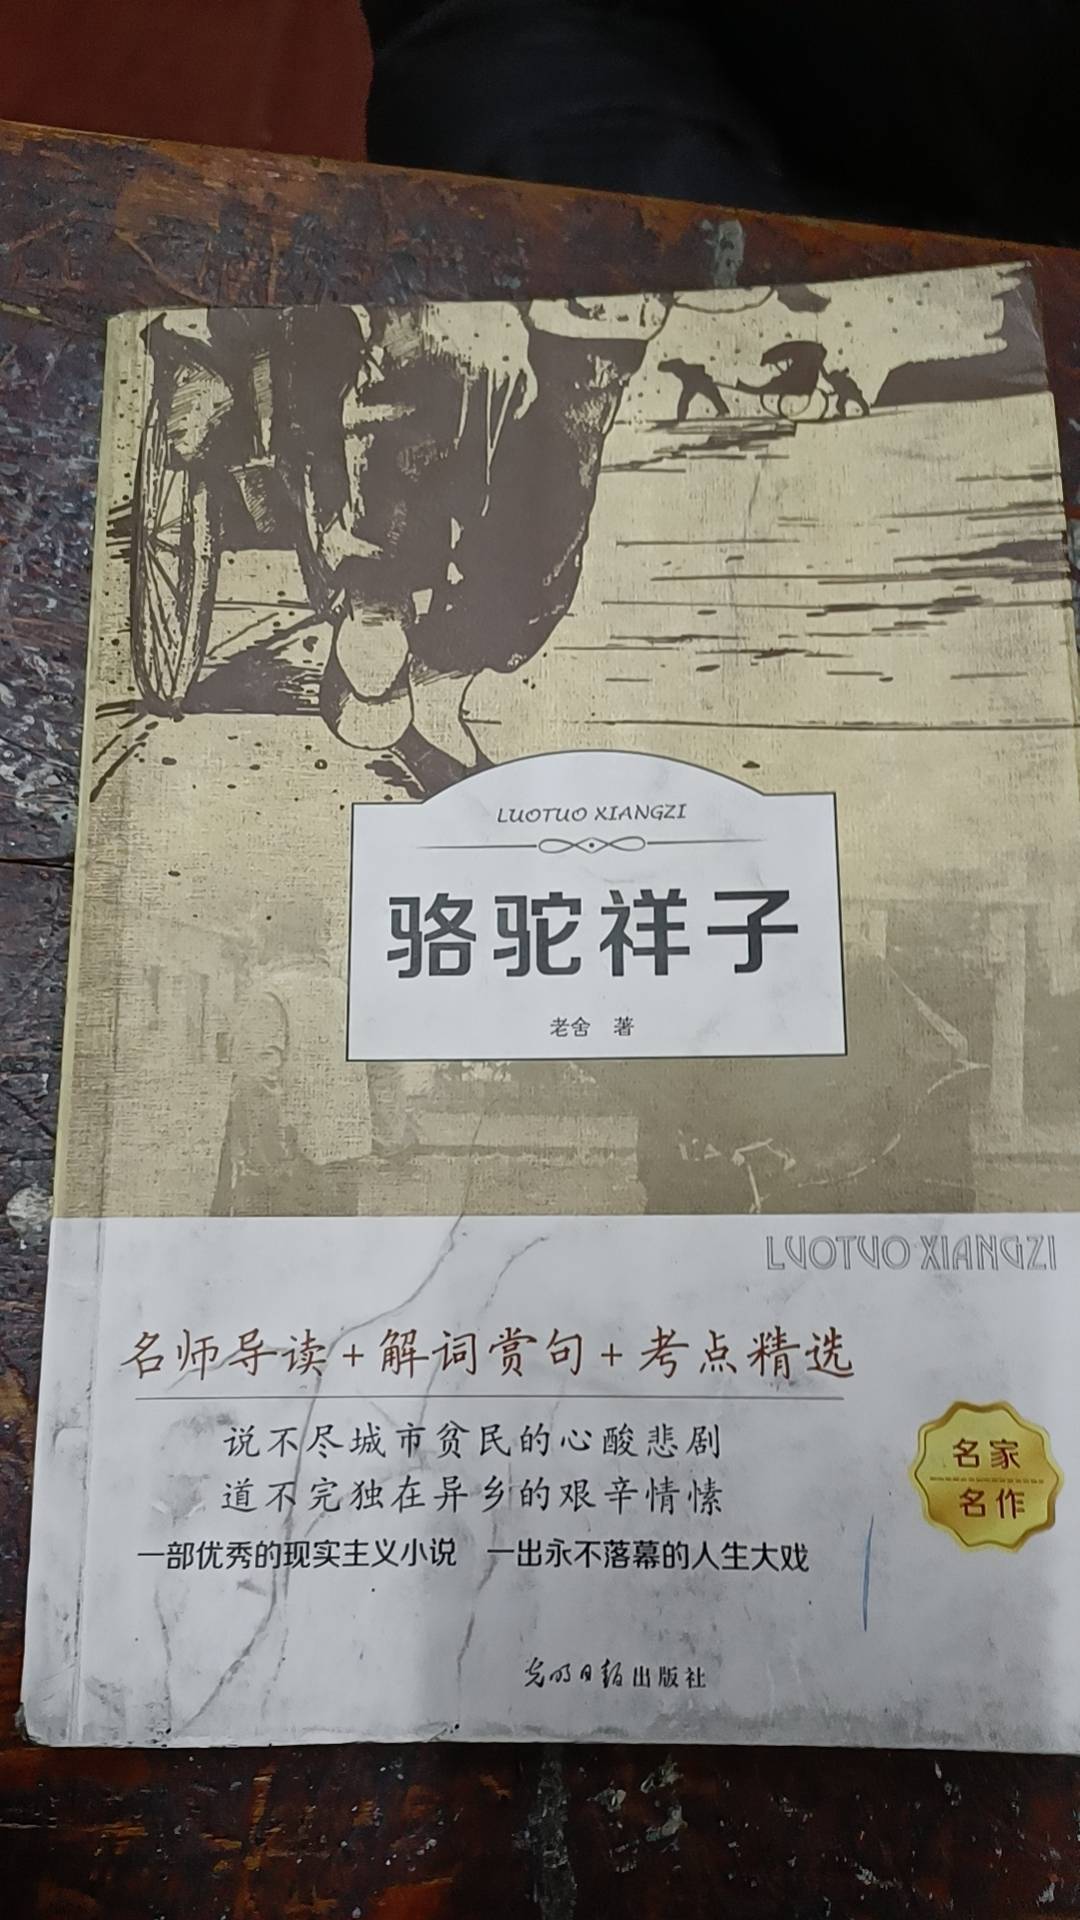 LUOTUO XIANGZI
骆驼祥子
老舍 著
LUOTUO XIANGZI
名师导读+解词赏句+考点精选
说不尽城市贫民的心酸悲剧
道不完独在异乡的艰辛情愫
一部优秀的现实主义小说 一出永不落幕的人生大戏
名家
名作
光明日报出版社